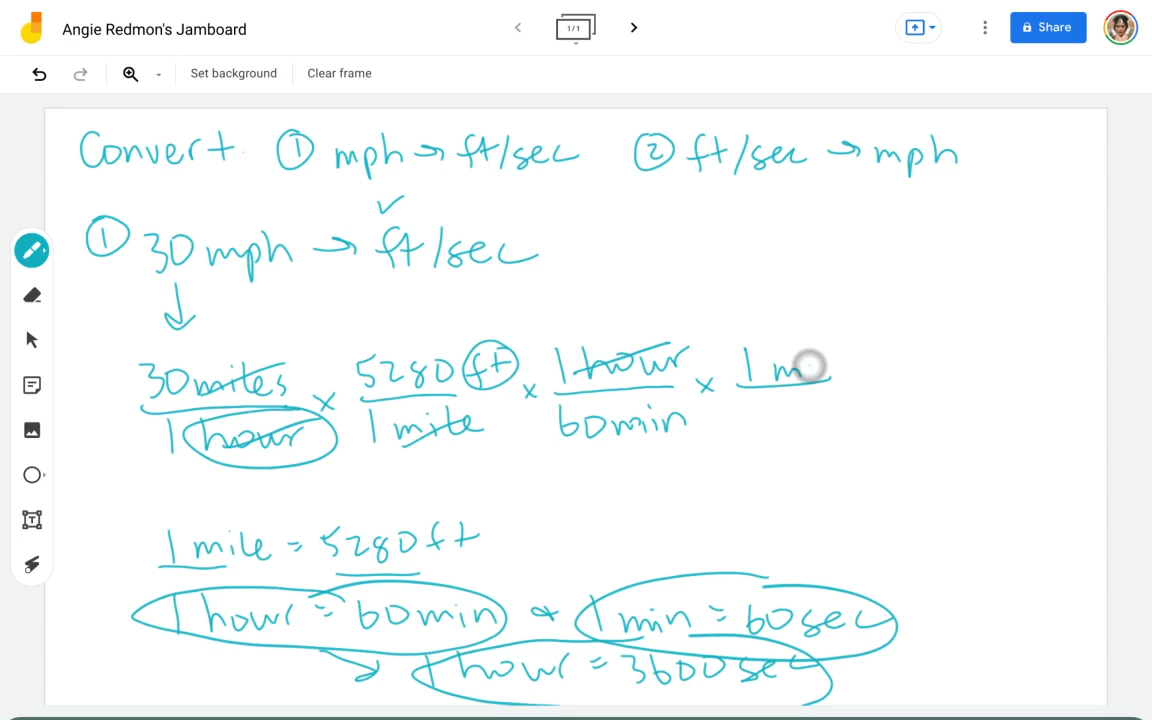 Angie Redmon's Jamboard
1/1
Share
Set background
Clear frame
Convert ① mph → ft/sec ② ft/sec → mph
① 30 mph → ft/sec
30 miles × 5280 ft × 1 hour × 1 m
1 hour 1 mile 60 min
1 mile = 5280 ft
1 hour = 60 min & 1 min = 60 sec
1 hour = 3600 sec